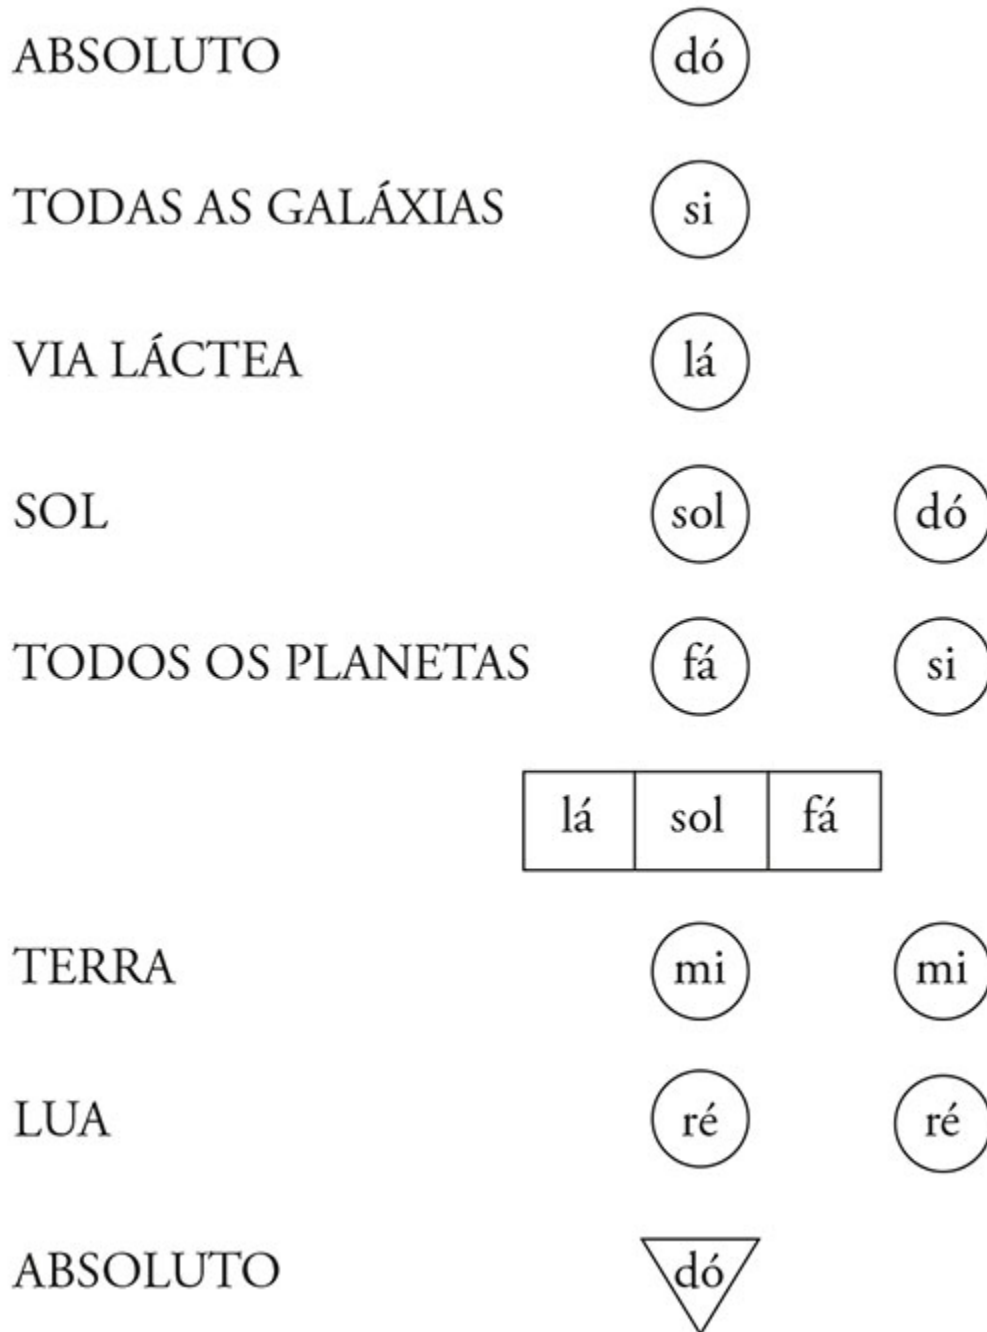 ABSOLUTO dó
TODAS AS GALÁXIAS si
VIA LÁCTEA lá
SOL sol dó
TODOS OS PLANETAS fá si
lá sol fá
TERRA mi mi
LUA ré ré
ABSOLUTO dó